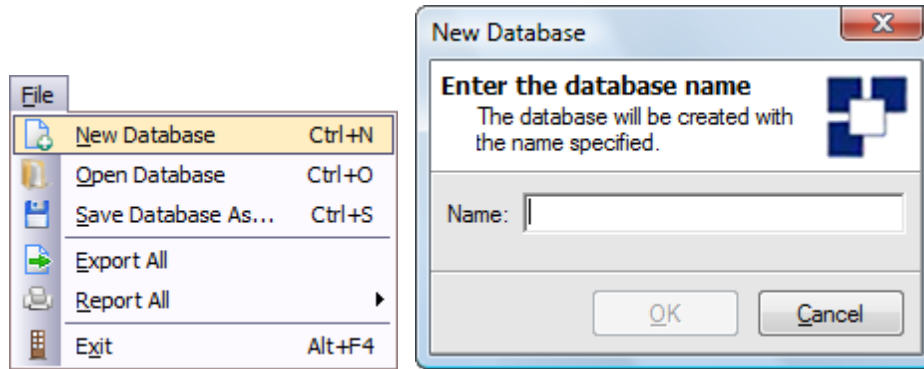 File
New Database Ctrl+N
Open Database Ctrl+O
Save Database As... Ctrl+S
Export All
Report All
Exit Alt+F4
New Database
Enter the database name
The database will be created with
the name specified.
Name:
OK
Cancel